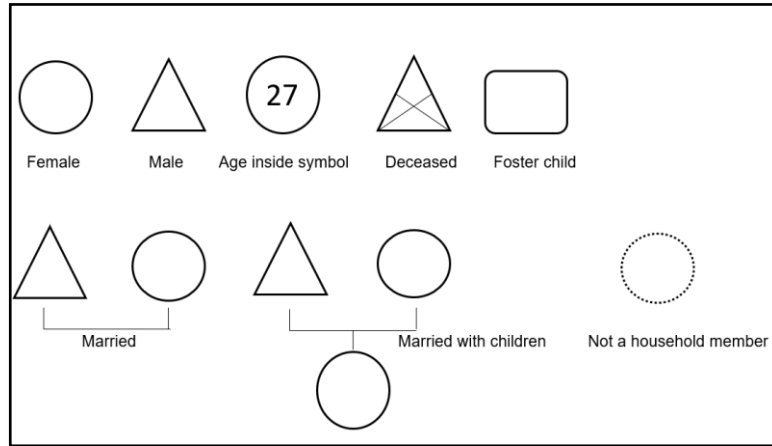 27
Female
Male
Age inside symbol
Deceased
Foster child
Married
Married with children
Not a household member